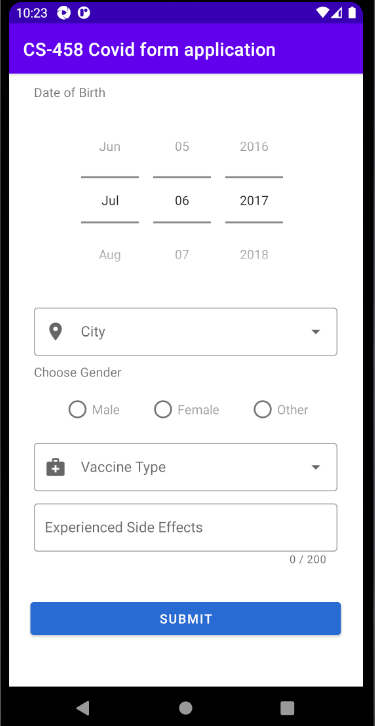 10:23
CS-458 Covid form application
Date of Birth
Jun 05 2016
Jul 06 2017
Aug 07 2018
City
Choose Gender
Male Female Other
Vaccine Type
Experienced Side Effects
0 / 200
SUBMIT